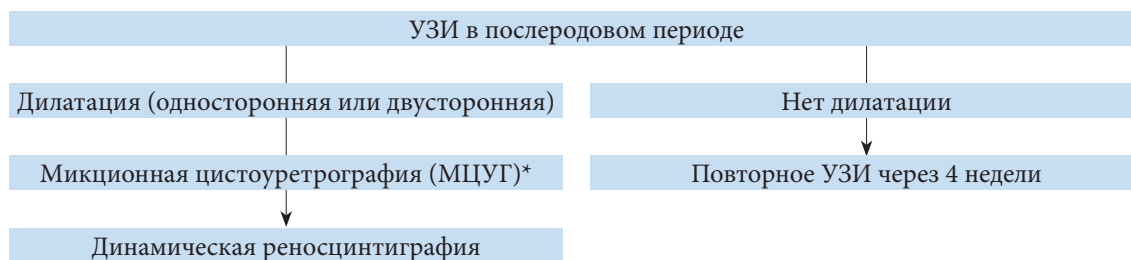 УЗИ в послеродовом периоде
Дилатация (односторонняя или двусторонняя)
Нет дилатации
Микционная цистоуретрография (МЦУГ)*
Повторное УЗИ через 4 недели
Динамическая реносцинтиграфия